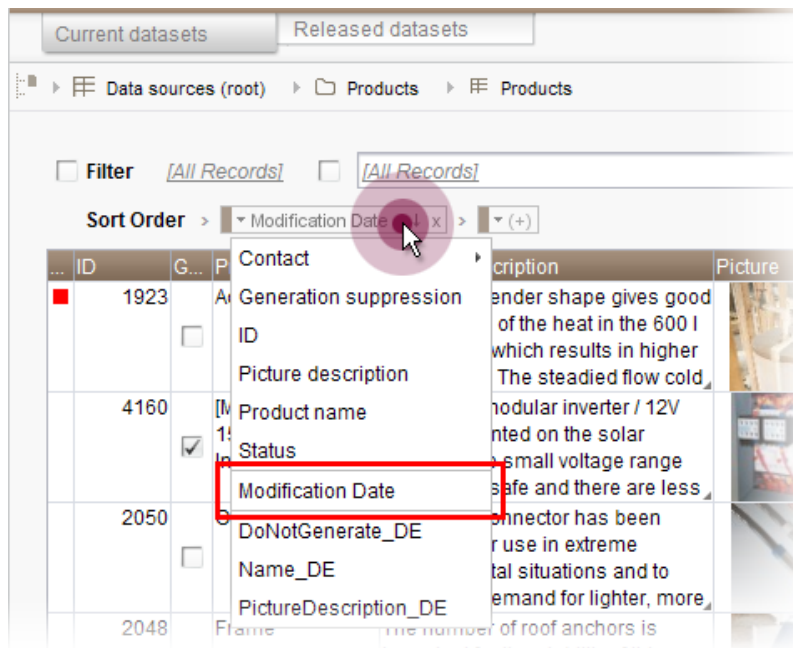 Current datasets
Released datasets
Data sources (root) Products Products
Filter [All Records] [All Records]
Sort Order > Modification Date ↓ x > (+)
... ID G... P cription Picture
Contact
Generation suppression
ID
Picture description
Product name
Status
Modification Date
DoNotGenerate_DE
Name_DE
PictureDescription_DE
1923
ender shape gives good
of the heat in the 600 l
which results in higher
The steadied flow cold
4160 [M
modular inverter / 12V
nted on the solar
small voltage range
safe and there are less
2050
onnector has been
r use in extreme
tal situations and to
emand for lighter, more
2048 Frame The number of roof anchors is